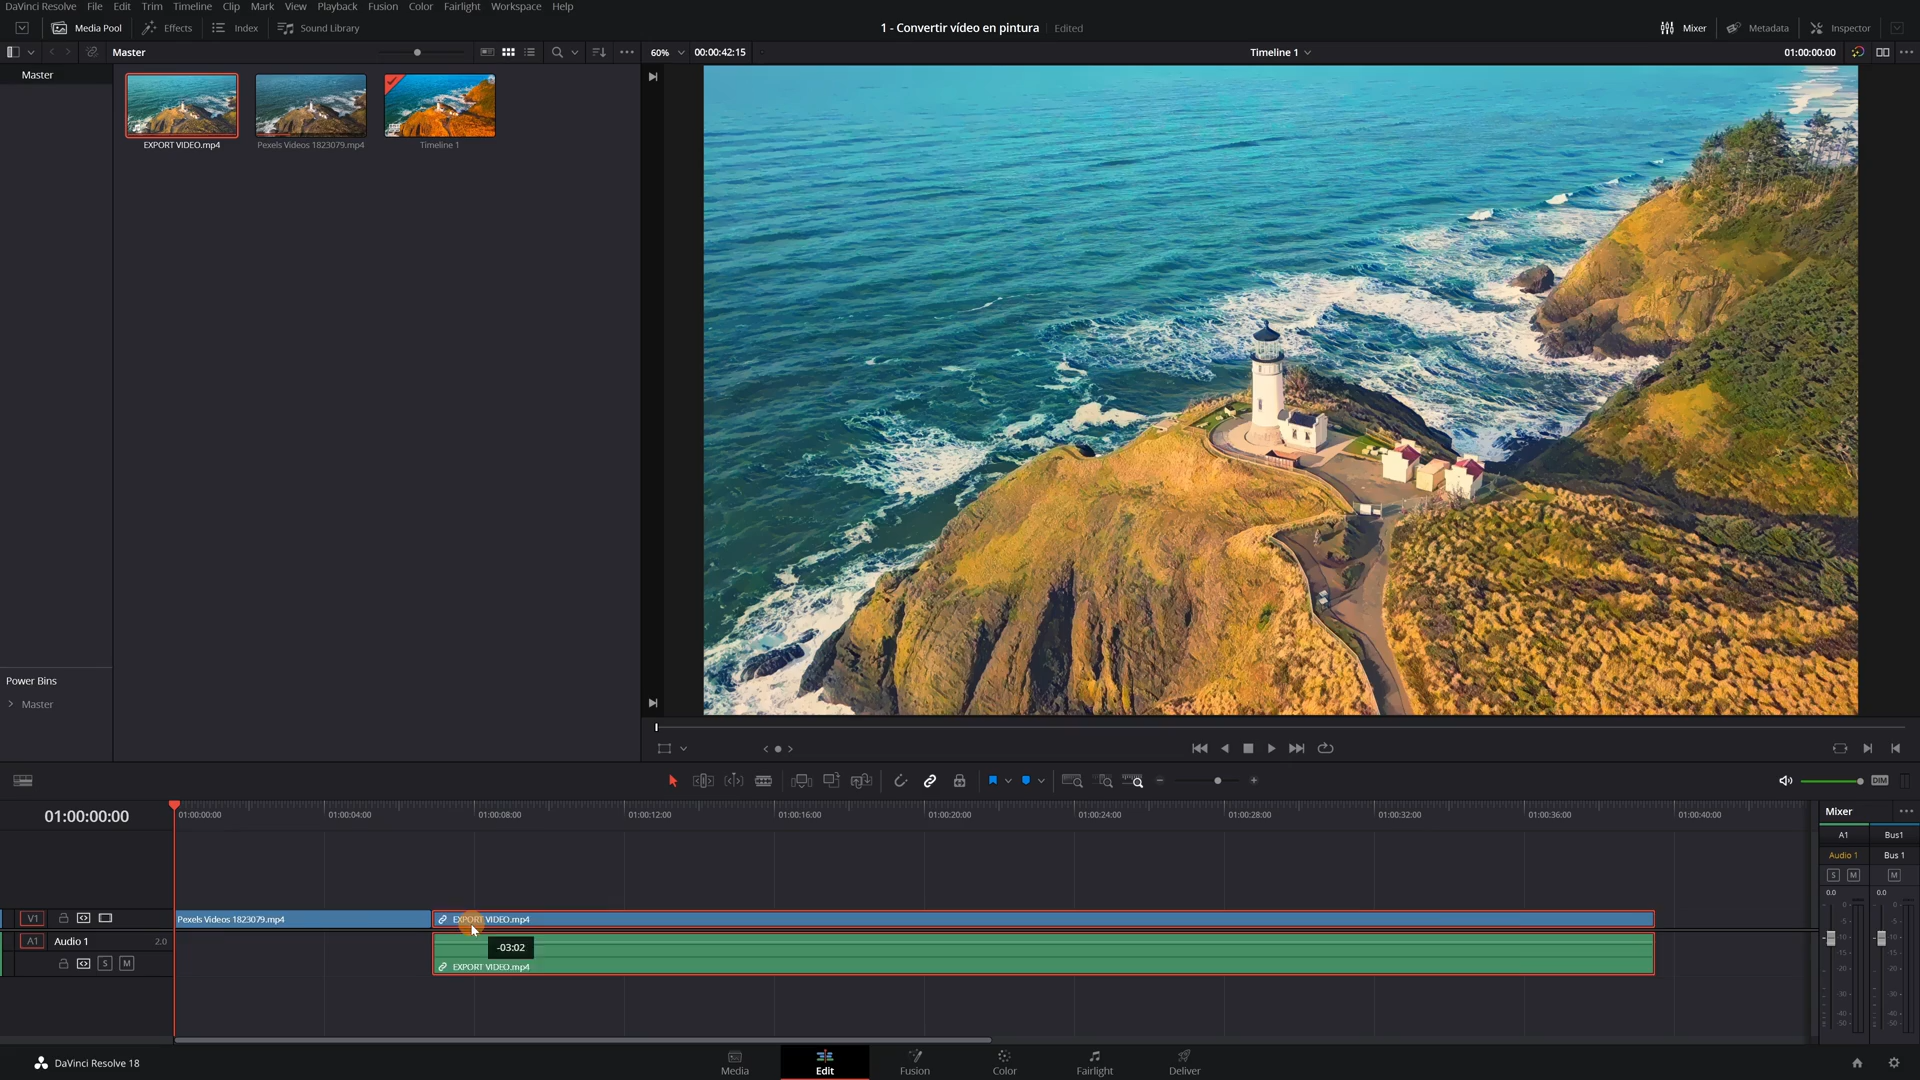 DaVinci Resolve File Edit Trim Timeline Clip Mark View Playback Fusion Color Fairlight Workspace Help
Media Pool Effects Index Sound Library 1 - Convertir vídeo en pintura Edited Mixer Metadata Inspector
Master 60% 00:00:42:15 Timeline 1 01:00:00:00
Master
EXPORT VIDEO.mp4 Pexels Videos 1823079.mp4 Timeline 1
Power Bins
Master
DIM
01:00:00:00 01:00:00:00 01:00:04:00 01:00:08:00 01:00:12:00 01:00:16:00 01:00:20:00 01:00:24:00 01:00:28:00 01:00:32:00 01:00:36:00 01:00:40:00
Mixer
A1 Bus1
Audio 1 Bus 1
S M M
0.0 0.0
V1 Pexels Videos 1823079.mp4 EXPORT VIDEO.mp4
A1 Audio 1 2.0
-03:02
S M EXPORT VIDEO.mp4
DaVinci Resolve 18
Media Edit Fusion Color Fairlight Deliver